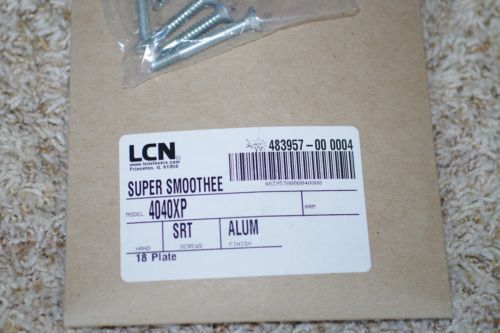 LCN
www.lcnclosers.com
Princeton, IL 61356
483957-00 0004
SUPER SMOOTHEE
MODEL 4040XP
ARM
SRT ALUM
HAND SCREWS FINISH
18 Plate